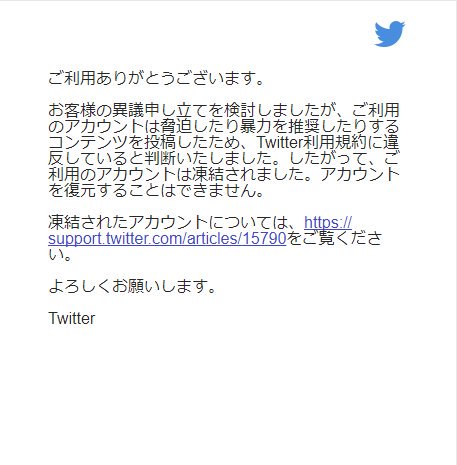 ご利用ありがとうございます。
お客様の異議申し立てを検討しましたが、ご利用
のアカウントは脅迫したり暴力を推奨したりする
コンテンツを投稿したため、Twitter利用規約に違
反していると判断いたしました。したがって、ご
利用のアカウントは凍結されました。アカウント
を復元することはできません。
凍結されたアカウントについては、https://
support.twitter.com/articles/15790をご覧くださ
い。
よろしくお願いします。
Twitter